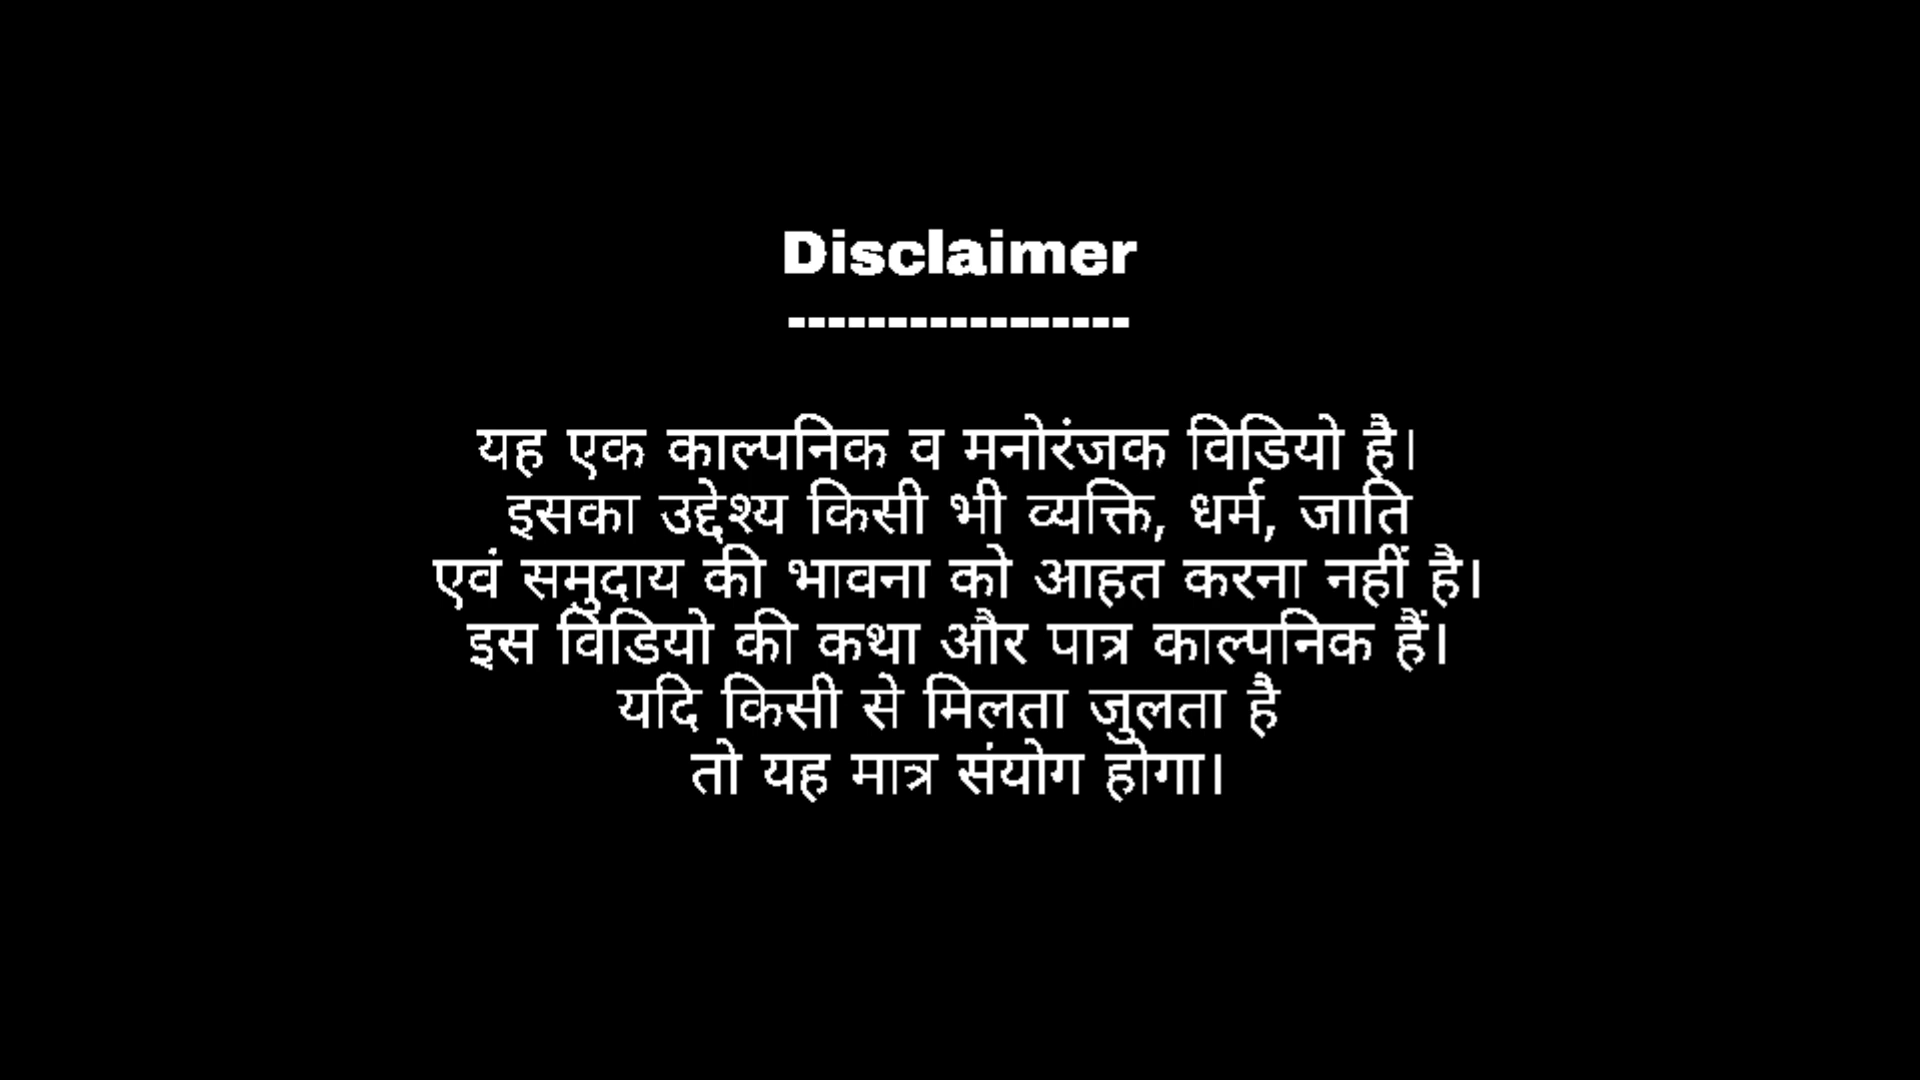 Disclaimer
-----------------
यह एक काल्पनिक व मनोरंजक विडियो है।
इसका उद्देश्य किसी भी व्यक्ति, धर्म, जाति
एवं समुदाय की भावना को आहत करना नहीं है।
इस विडियो की कथा और पात्र काल्पनिक हैं।
यदि किसी से मिलता जुलता है
तो यह मात्र संयोग होगा।